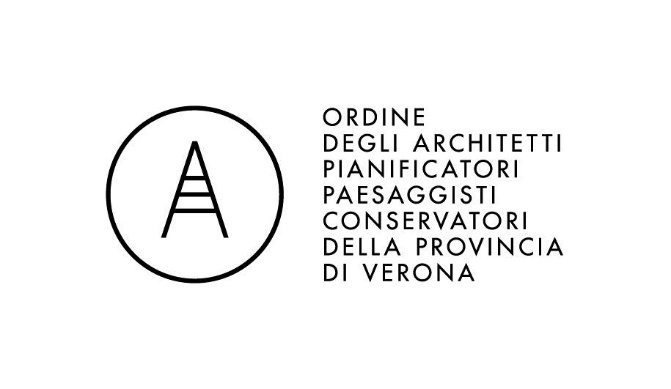 A
ORDINE
DEGLI ARCHITETTI
PIANIFICATORI
PAESAGGISTI
CONSERVATORI
DELLA PROVINCIA
DI VERONA